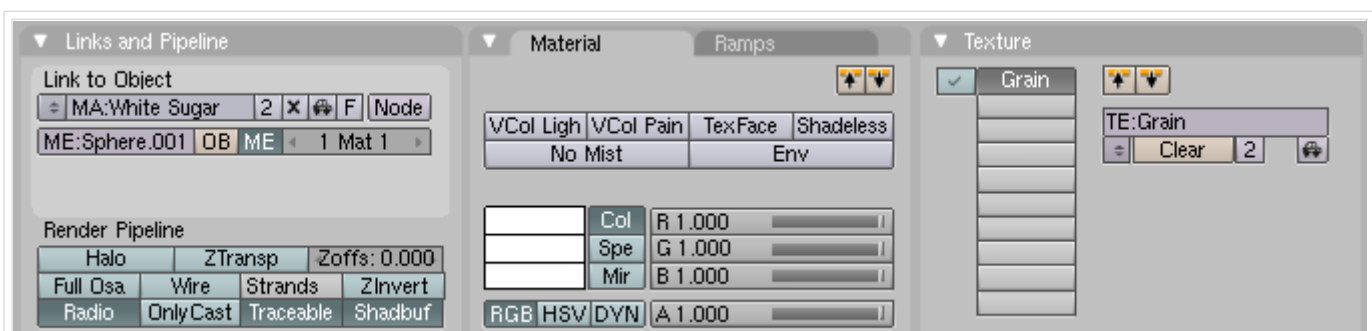 Links and Pipeline
Link to Object
MA:White Sugar 2 X F Node
ME:Sphere.001 OB ME 1 Mat 1
Render Pipeline
Halo ZTransp Zoffs: 0.000
Full Osa Wire Strands ZInvert
Radio OnlyCast Traceable Shadbuf
Material Ramps
VCol Ligh VCol Pain TexFace Shadeless
No Mist Env
Col R 1.000
Spe G 1.000
Mir B 1.000
RGB HSV DYN A 1.000
Texture
Grain
TE:Grain
Clear 2